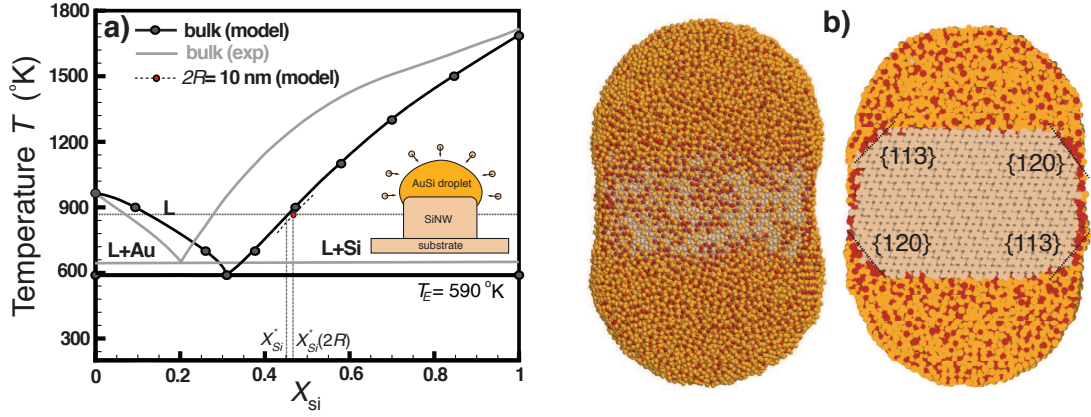 a)
bulk (model)
bulk (exp)
2R= 10 nm (model)
Temperature T (°K)
1800
1500
1200
900
600
300
L
L+Au
L+Si
AuSi droplet
SiNW
substrate
T_E = 590 °K
X*_Si
X*_Si(2R)
0
0.2
0.4
0.6
0.8
1
X_si
b)
{113}
{120}
{120}
{113}